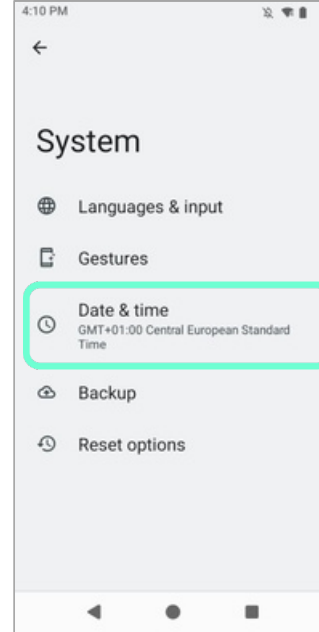 4:10 PM
System
Languages & input
Gestures
Date & time
GMT+01:00 Central European Standard
Time
Backup
Reset options